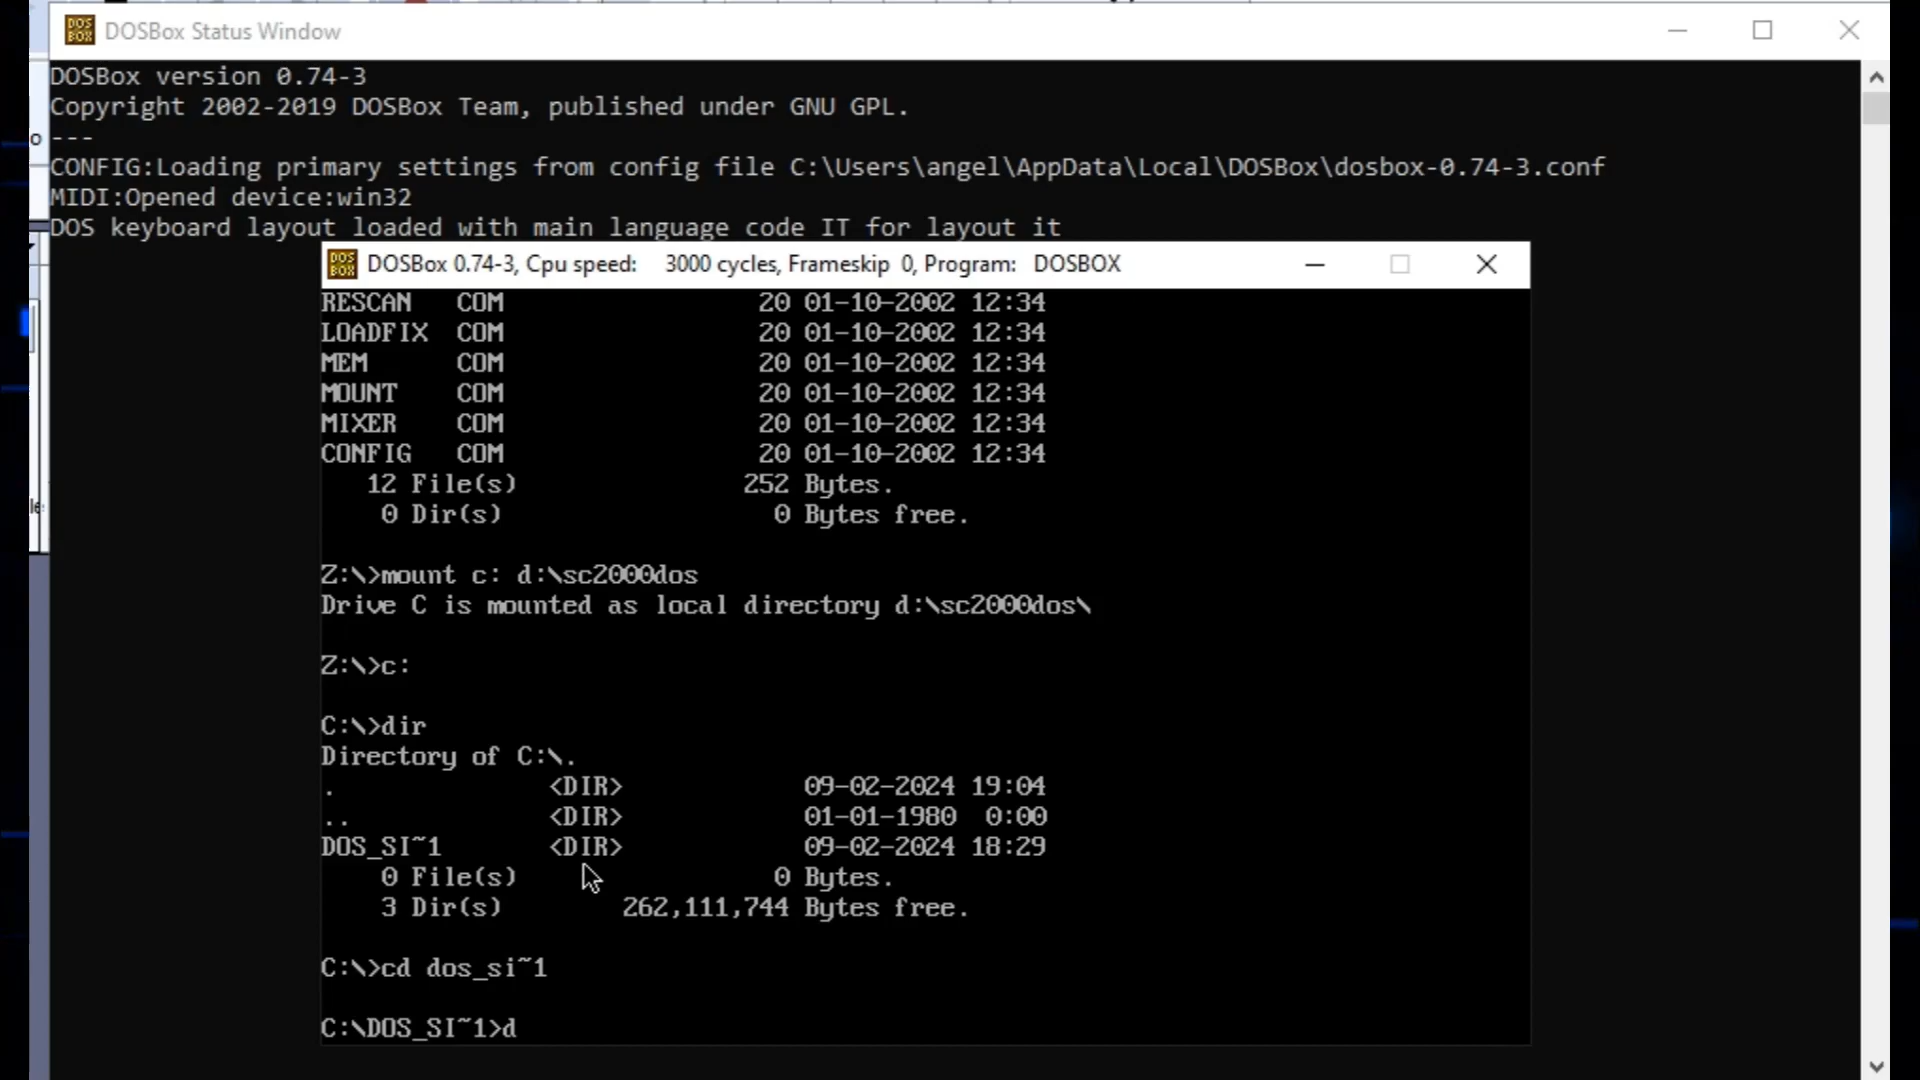 DOSBox Status Window
DOSBox version 0.74-3
Copyright 2002-2019 DOSBox Team, published under GNU GPL.
---
CONFIG:Loading primary settings from config file C:\Users\angel\AppData\Local\DOSBox\dosbox-0.74-3.conf
MIDI:Opened device:win32
DOS keyboard layout loaded with main language code IT for layout it
DOSBox 0.74-3, Cpu speed: 3000 cycles, Frameskip 0, Program: DOSBOX
RESCAN COM 20 01-10-2002 12:34
LOADFIX COM 20 01-10-2002 12:34
MEM COM 20 01-10-2002 12:34
MOUNT COM 20 01-10-2002 12:34
MIXER COM 20 01-10-2002 12:34
CONFIG COM 20 01-10-2002 12:34
12 File(s) 252 Bytes.
0 Dir(s) 0 Bytes free.
Z:\>mount c: d:\sc2000dos
Drive C is mounted as local directory d:\sc2000dos\
Z:\>c:
C:\>dir
Directory of C:\.
. <DIR> 09-02-2024 19:04
.. <DIR> 01-01-1980 0:00
DOS_SI~1 <DIR> 09-02-2024 18:29
0 File(s) 0 Bytes.
3 Dir(s) 262,111,744 Bytes free.
C:\>cd dos_si~1
C:\DOS_SI~1>d